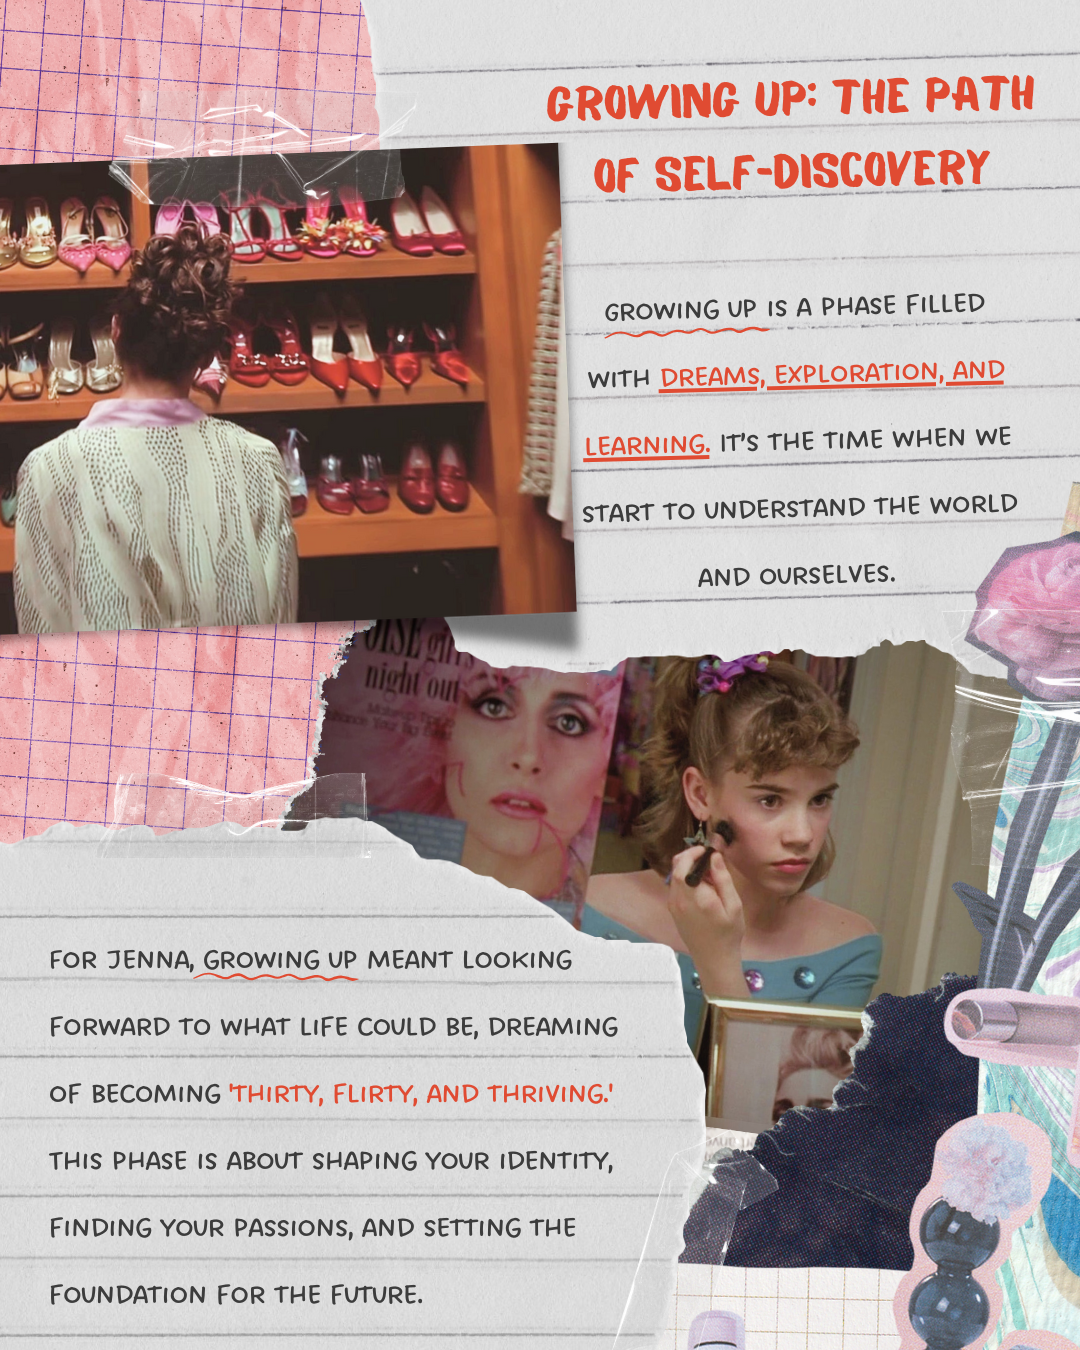 GROWING UP: THE PATH
OF SELF-DISCOVERY
GROWING UP IS A PHASE FILLED
WITH DREAMS, EXPLORATION, AND
LEARNING. IT'S THE TIME WHEN WE
START TO UNDERSTAND THE WORLD
AND OURSELVES.
night out
FOR JENNA, GROWING UP MEANT LOOKING
FORWARD TO WHAT LIFE COULD BE, DREAMING
OF BECOMING 'THIRTY, FLIRTY, AND THRIVING.'
THIS PHASE IS ABOUT SHAPING YOUR IDENTITY,
FINDING YOUR PASSIONS, AND SETTING THE
FOUNDATION FOR THE FUTURE.